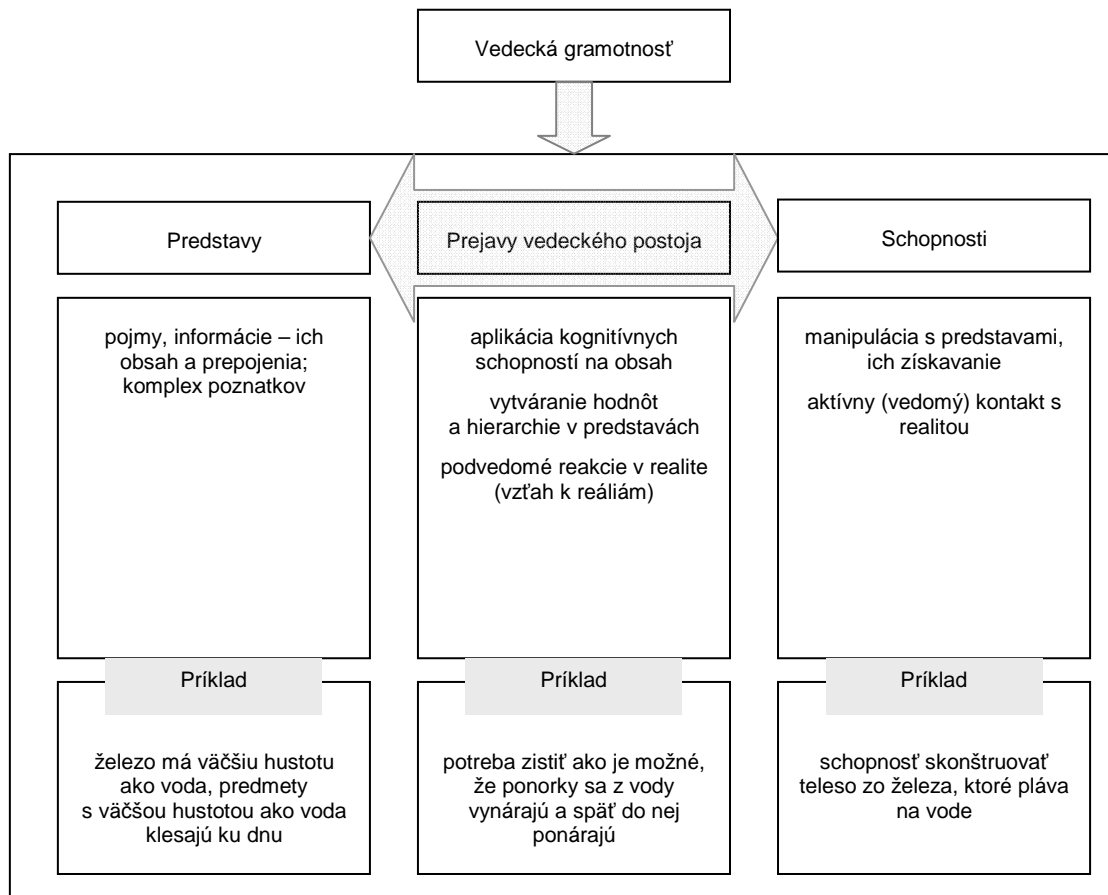 Vedecká gramotnosť
Predstavy
Prejavy vedeckého postoja
Schopnosti
pojmy, informácie – ich
obsah a prepojenia;
komplex poznatkov
aplikácia kognitívnych
schopností na obsah
vytváranie hodnôt
a hierarchie v predstavách
podvedomé reakcie v realite
(vzťah k reáliám)
manipulácia s predstavami,
ich získavanie
aktívny (vedomý) kontakt s
realitou
Príklad
Príklad
Príklad
železo má väčšiu hustotu
ako voda, predmety
s väčšou hustotou ako voda
klesajú ku dnu
potreba zistiť ako je možné,
že ponorky sa z vody
vynárajú a späť do nej
ponárajú
schopnosť skonštruovať
teleso zo železa, ktoré pláva
na vode